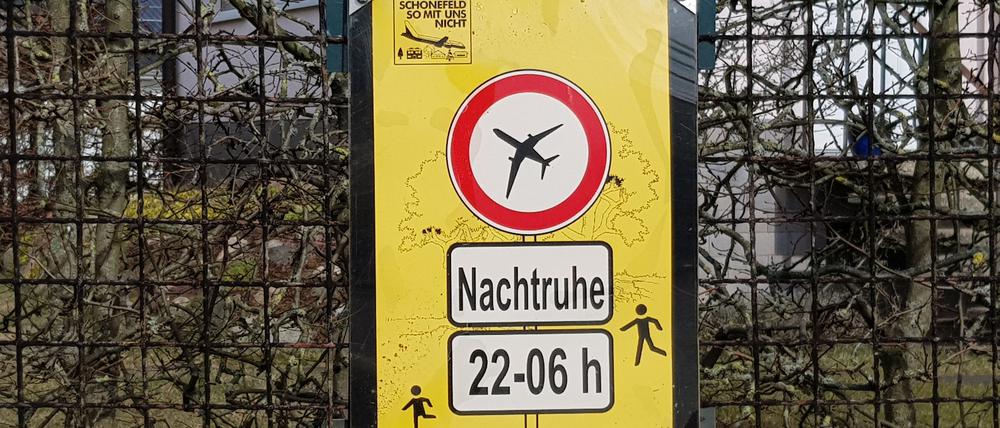 SCHÖNEFELD
SO MIT UNS
NICHT
Nachtruhe
22-06 h